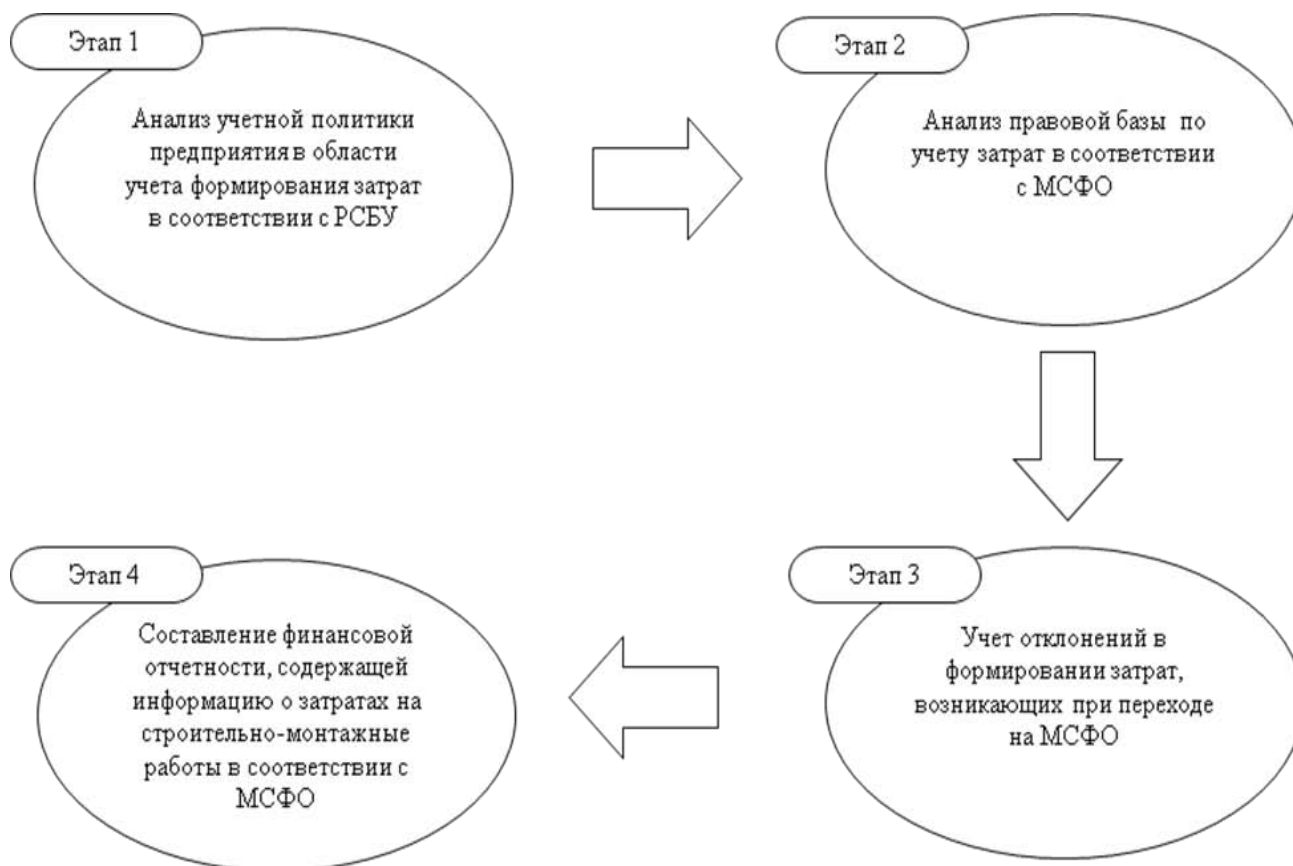 Этап 1
Анализ учетной политики
предприятия в области
учета формирования затрат
в соответствии с РСБУ
Этап 2
Анализ правовой базы по
учету затрат в соответствии
с МСФО
Этап 3
Учет отклонений в
формировании затрат,
возникающих при переходе
на МСФО
Этап 4
Составление финансовой
отчетности, содержащей
информацию о затратах на
строительно-монтажные
работы в соответствии с
МСФО